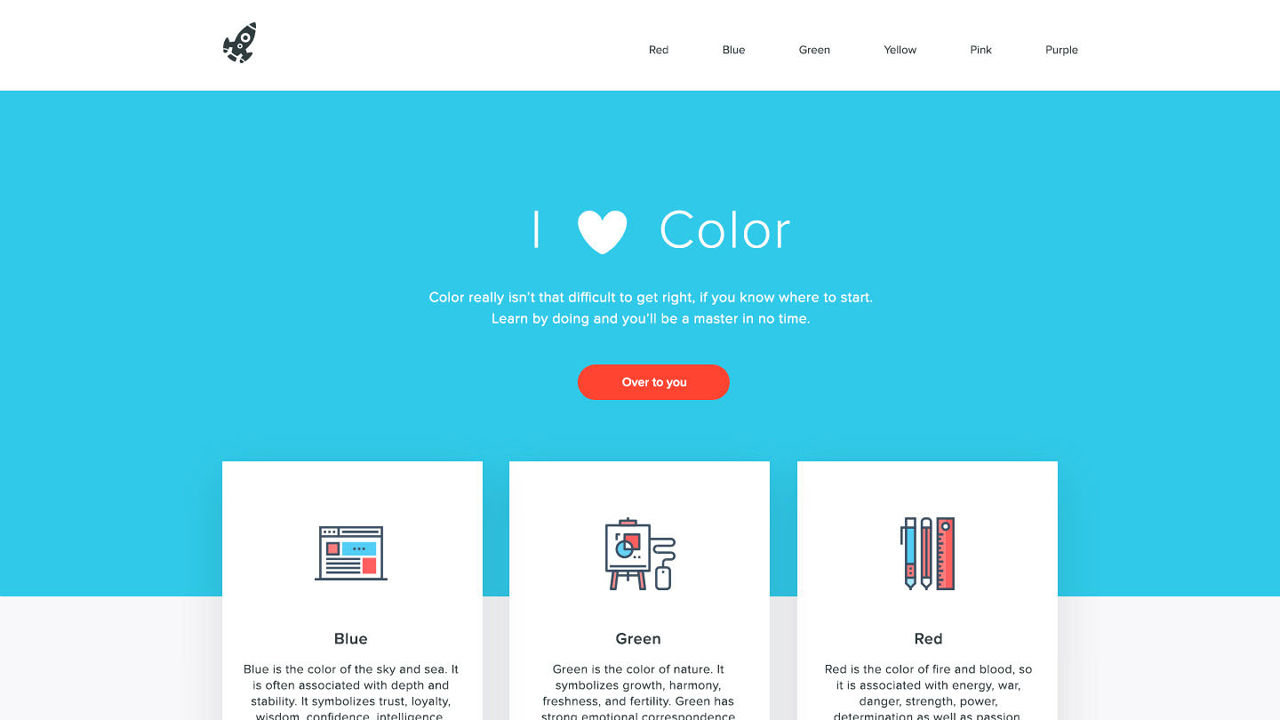 Red Blue Green Yellow Pink Purple
I Color
Color really isn't that difficult to get right, if you know where to start.
Learn by doing and you'll be a master in no time.
Over to you
Blue
Blue is the color of the sky and sea. It
is often associated with depth and
stability. It symbolizes trust, loyalty,
wisdom, confidence, intelligence,
Green
Green is the color of nature. It
symbolizes growth, harmony,
freshness, and fertility. Green has
strong emotional correspondence
Red
Red is the color of fire and blood, so
it is associated with energy, war,
danger, strength, power,
determination as well as passion,